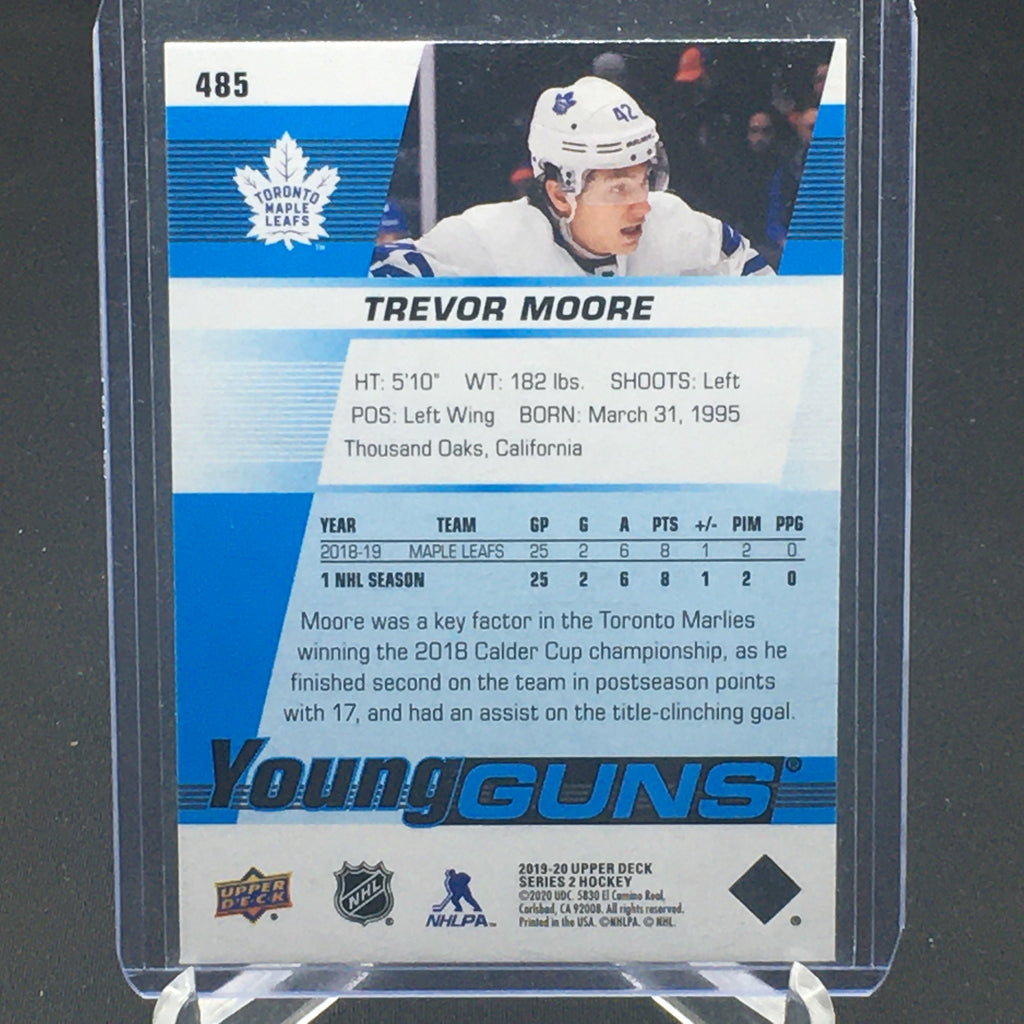 485
42
TORONTO
MAPLE
LEAFS
TREVOR MOORE
HT: 5'10" WT: 182 lbs. SHOOTS: Left
POS: Left Wing BORN: March 31, 1995
Thousand Oaks, California
YEAR TEAM GP G A PTS +/- PIM PPG
2018-19 MAPLE LEAFS 25 2 6 8 1 2 0
1 NHL SEASON 25 2 6 8 1 2 0
Moore was a key factor in the Toronto Marlies
winning the 2018 Calder Cup championship, as he
finished second on the team in postseason points
with 17, and had an assist on the title-clinching goal.
Young GUNS®
UPPER
DECK
®
NHL
®
NHLPA™
2019-20 UPPER DECK
SERIES 2 HOCKEY
©2020 UDC. 5830 El Camino Real,
Carlsbad, CA 92008. All rights reserved.
Printed in the USA. ©NHLPA. © NHL.